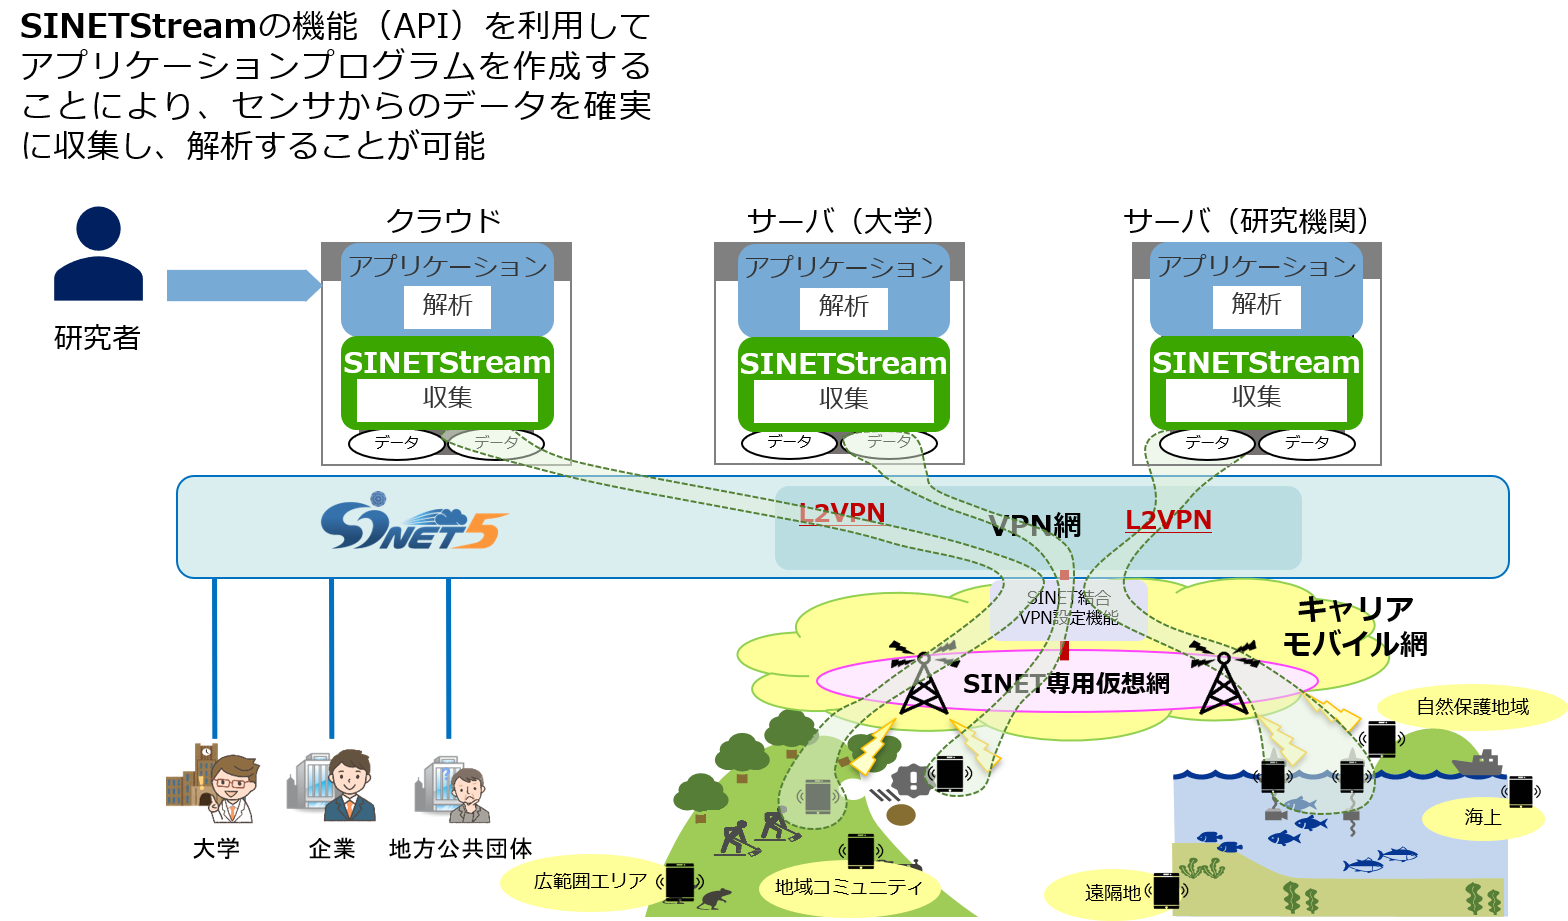 SINETStreamの機能（API）を利用して
アプリケーションプログラムを作成する
ことにより、センサからのデータを確実
に収集し、解析することが可能
クラウド
サーバ（大学）
サーバ（研究機関）
アプリケーション
解析
SINETStream
収集
データ
データ
アプリケーション
解析
SINETStream
収集
データ
データ
アプリケーション
解析
SINETStream
収集
データ
データ
研究者
SINET5
L2VPN
VPN網
L2VPN
SINET結合
VPN設定機能
キャリア
モバイル網
SINET専用仮想網
自然保護地域
海上
大学
企業
地方公共団体
広範囲エリア
地域コミュニティ
遠隔地